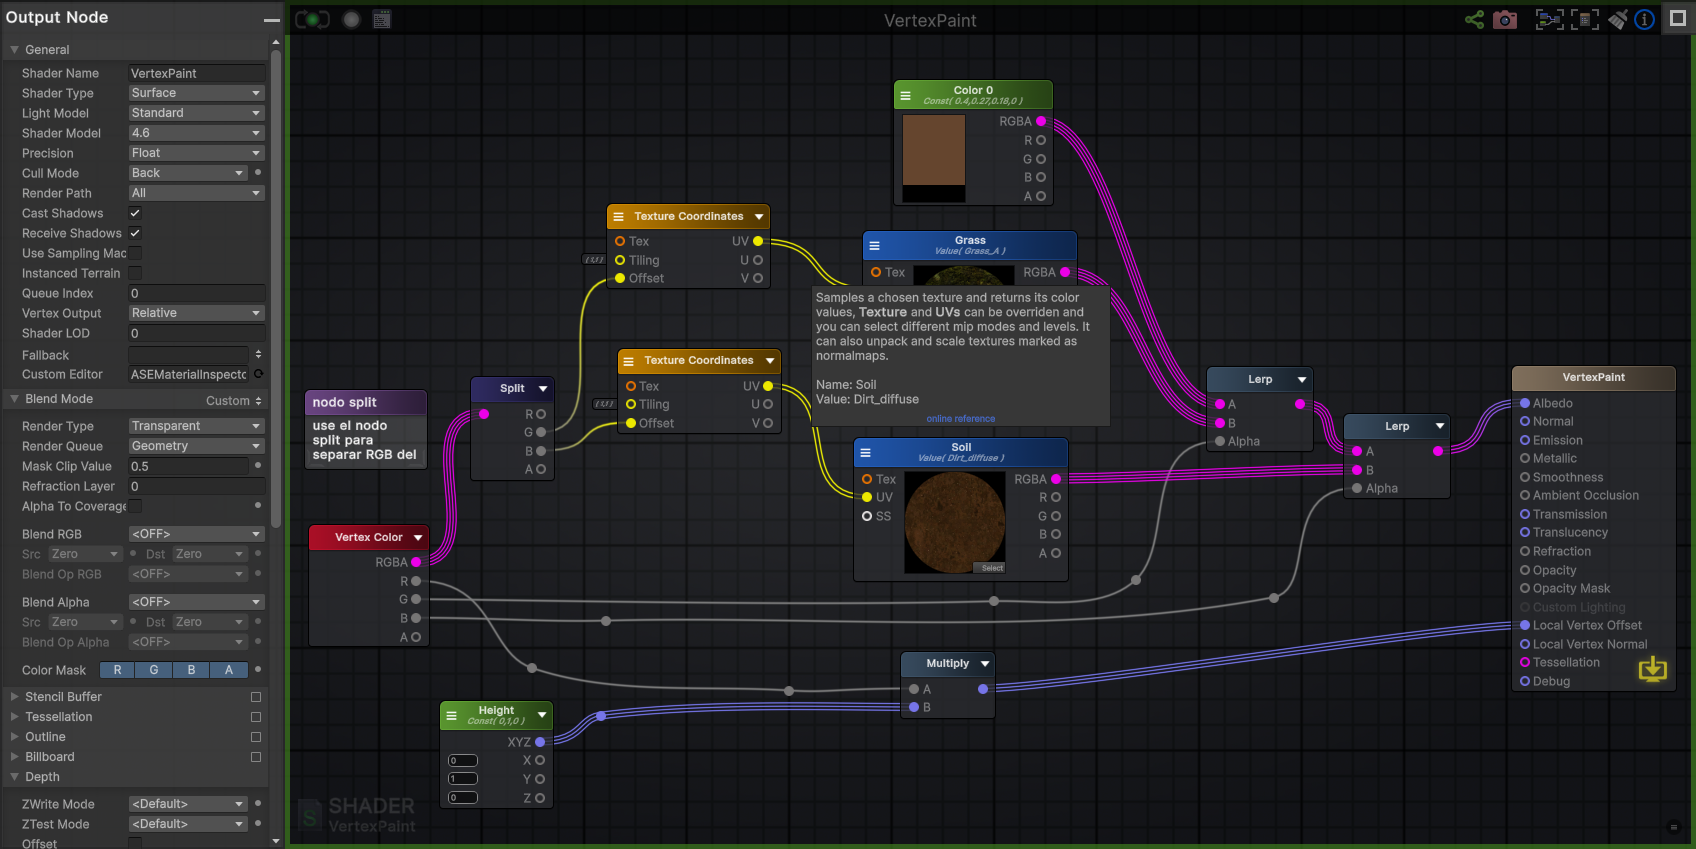 Output Node
General
Shader Name VertexPaint
Shader Type Surface
Light Model Standard
Shader Model 4.6
Precision Float
Cull Mode Back
Render Path All
Cast Shadows
Receive Shadows
Use Sampling Mac
Instanced Terrain
Queue Index 0
Vertex Output Relative
Shader LOD 0
Fallback
Custom Editor ASEMaterialInspecto
Blend Mode Custom
Render Type Transparent
Render Queue Geometry
Mask Clip Value 0.5
Refraction Layer 0
Alpha To Coverage
Blend RGB <OFF>
Src Zero Dst Zero
Blend Op RGB <OFF>
Blend Alpha <OFF>
Src Zero Dst Zero
Blend Op Alpha <OFF>
Color Mask R G B A
Stencil Buffer
Tessellation
Outline
Billboard
Depth
ZWrite Mode <Default>
ZTest Mode <Default>
Offset
VertexPaint
Color 0
Const( 0.4,0.27,0.18,0 )
RGBA
R
G
B
A
Texture Coordinates
Tex UV
(1,1) Tiling U
Offset V
Grass
Value( Grass_A )
Tex RGBA
Samples a chosen texture and returns its color
values, Texture and UVs can be overriden and
you can select different mip modes and levels. It
can also unpack and scale textures marked as
normalmaps.
Name: Soil
Value: Dirt_diffuse
online reference
Texture Coordinates
Tex UV
(1,1) Tiling U
Offset V
nodo split
use el nodo
split para
separar RGB del
Split
R
G
B
A
Soil
Value( Dirt_diffuse )
Tex RGBA
UV R
SS G
B
A
Select
Lerp
A
B
Alpha
Lerp
A
B
Alpha
VertexPaint
Albedo
Normal
Emission
Metallic
Smoothness
Ambient Occlusion
Transmission
Translucency
Refraction
Opacity
Opacity Mask
Custom Lighting
Local Vertex Offset
Local Vertex Normal
Tessellation
Debug
Vertex Color
RGBA
R
G
B
A
Multiply
A
B
Height
Const( 0,1,0 )
XYZ
0 X
1 Y
0 Z
S SHADER
VertexPaint